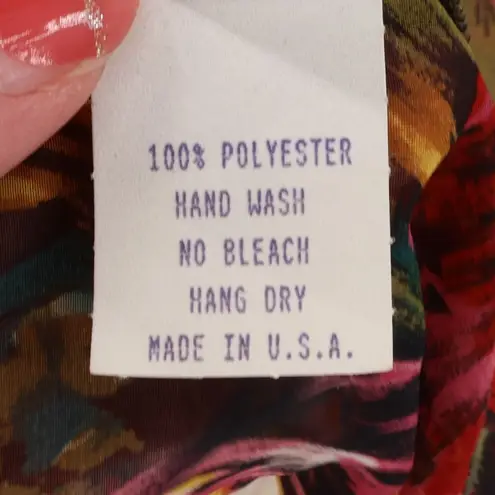 100% POLYESTER
HAND WASH
NO BLEACH
HANG DRY
MADE IN U.S.A.